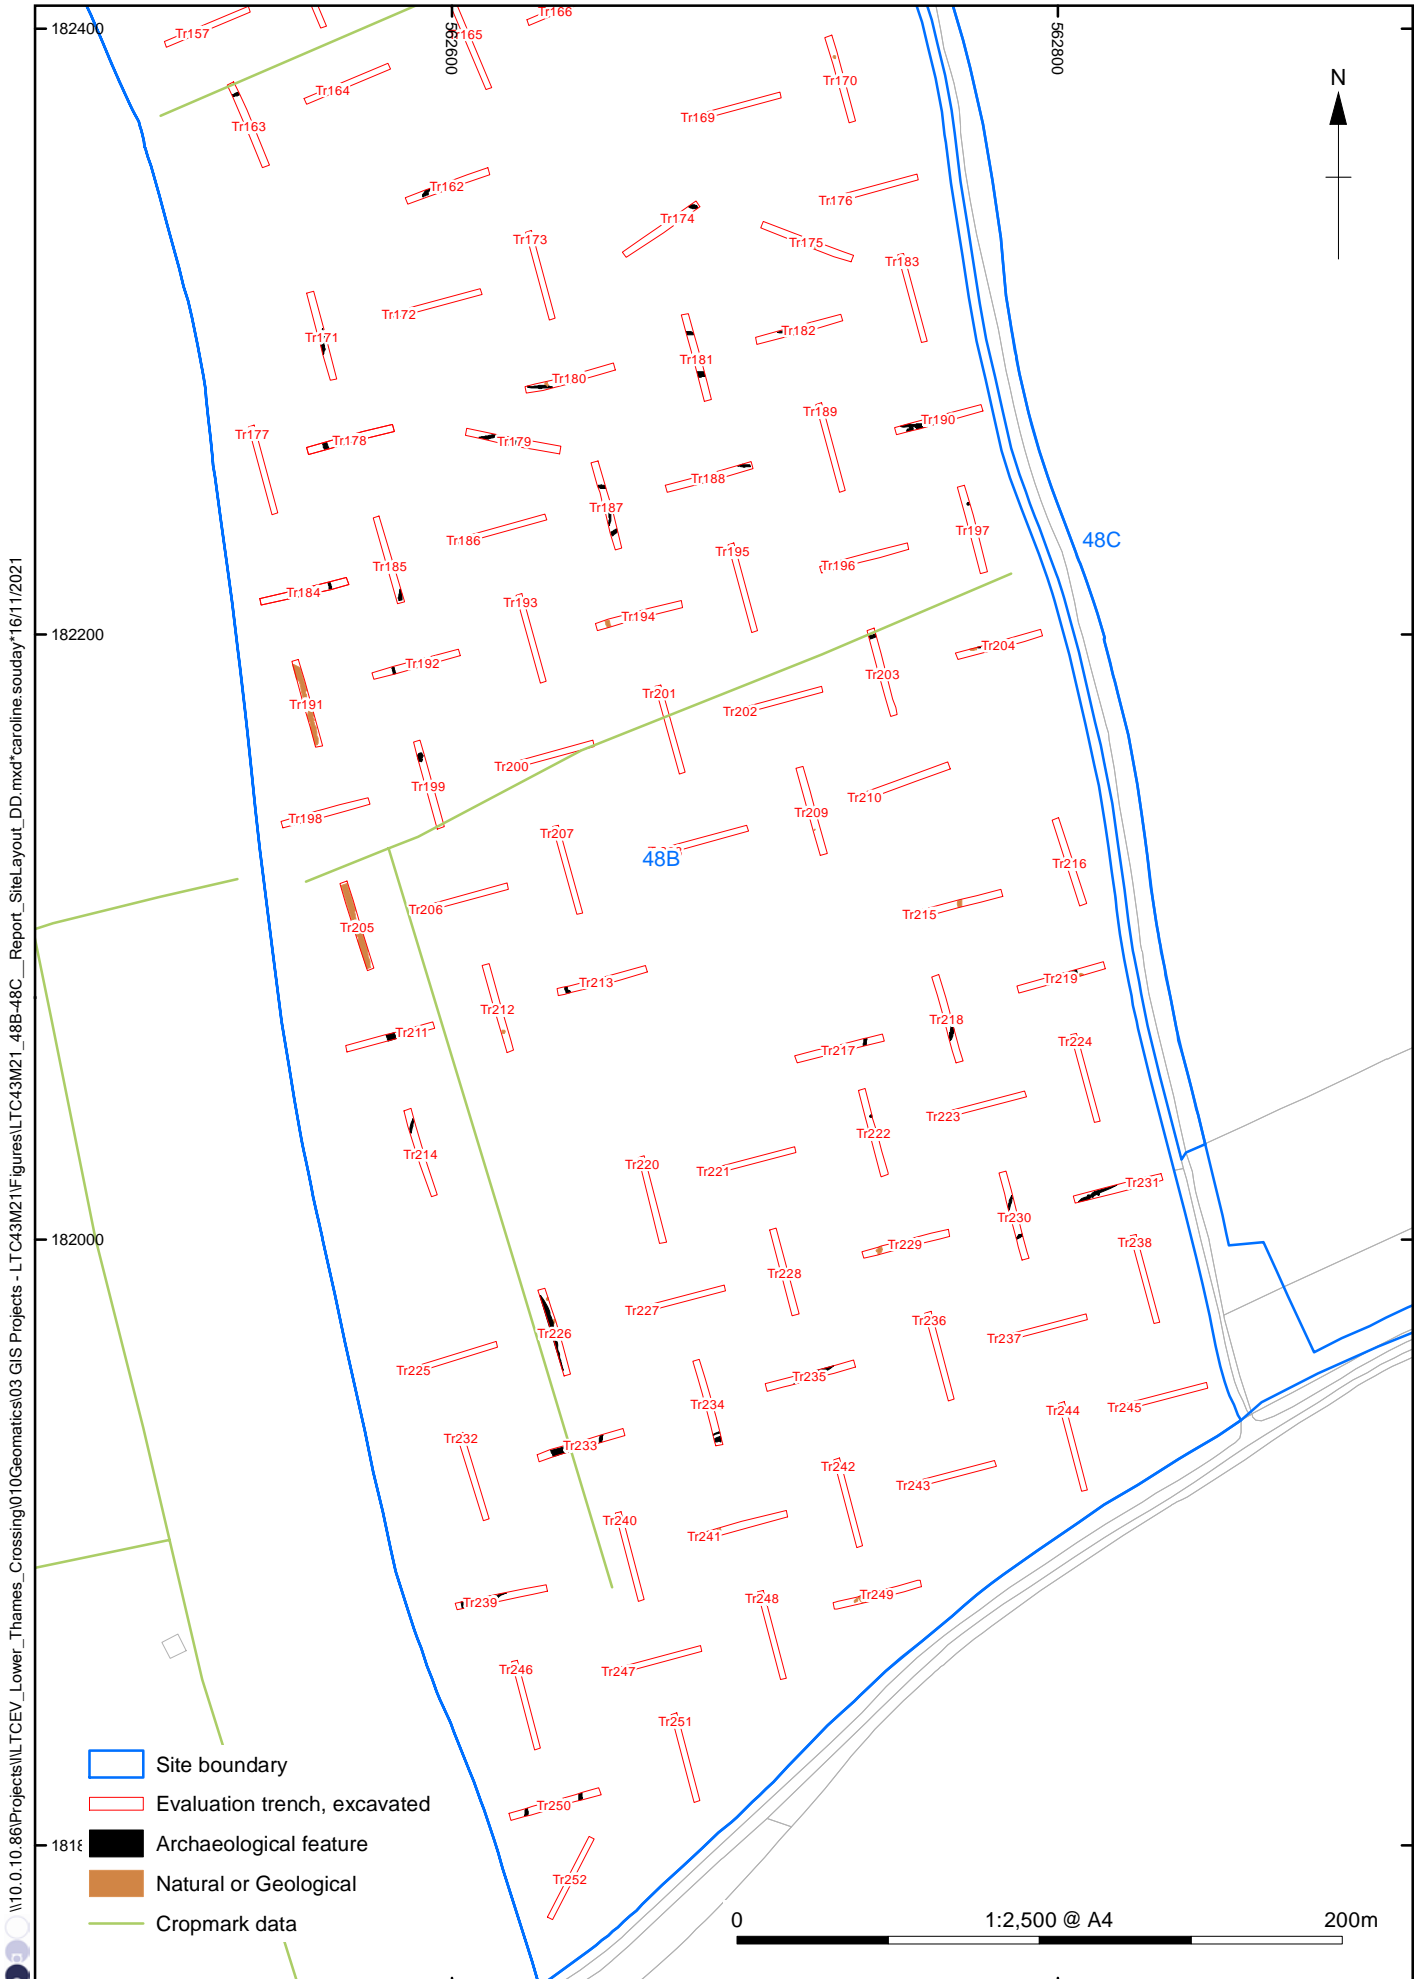 182400
562600
562800
N
Tr166
Tr157
Tr165
Tr164
Tr170
Tr169
Tr163
Tr162
Tr176
Tr174
Tr175
Tr173
Tr183
Tr172
Tr171
Tr182
Tr181
Tr180
Tr189
Tr190
Tr177
Tr178
Tr179
Tr188
Tr187
Tr197
48C
Tr186
Tr195
Tr196
Tr185
Tr184
Tr193
Tr194
182200
Tr204
Tr192
Tr203
Tr191
Tr201
Tr202
Tr200
Tr199
Tr210
Tr209
Tr198
Tr207
48B
Tr216
Tr206
Tr215
Tr205
Tr219
Tr213
Tr212
Tr218
Tr211
Tr217
Tr224
Tr223
Tr222
Tr214
Tr220
Tr221
Tr231
Tr230
182000
Tr229
Tr238
Tr228
Tr227
Tr236
Tr226
Tr237
Tr225
Tr235
Tr234
Tr245
Tr244
Tr232
Tr233
Tr242
Tr243
Tr240
Tr241
Tr239
Tr248
Tr249
Tr246
Tr247
Tr251
Tr250
Tr252
1818
Site boundary
Evaluation trench, excavated
Archaeological feature
Natural or Geological
Cropmark data
0
1:2,500 @ A4
200m
\\10.0.10.86\Projects\I\LTCEV_Lower_Thames_Crossing\010Geomatics\03 GIS Projects - LTC43M21\Figures\LTC43M21_48B-48C__Report_SiteLayout_DD.mxd*caroline.souday*16/11/2021